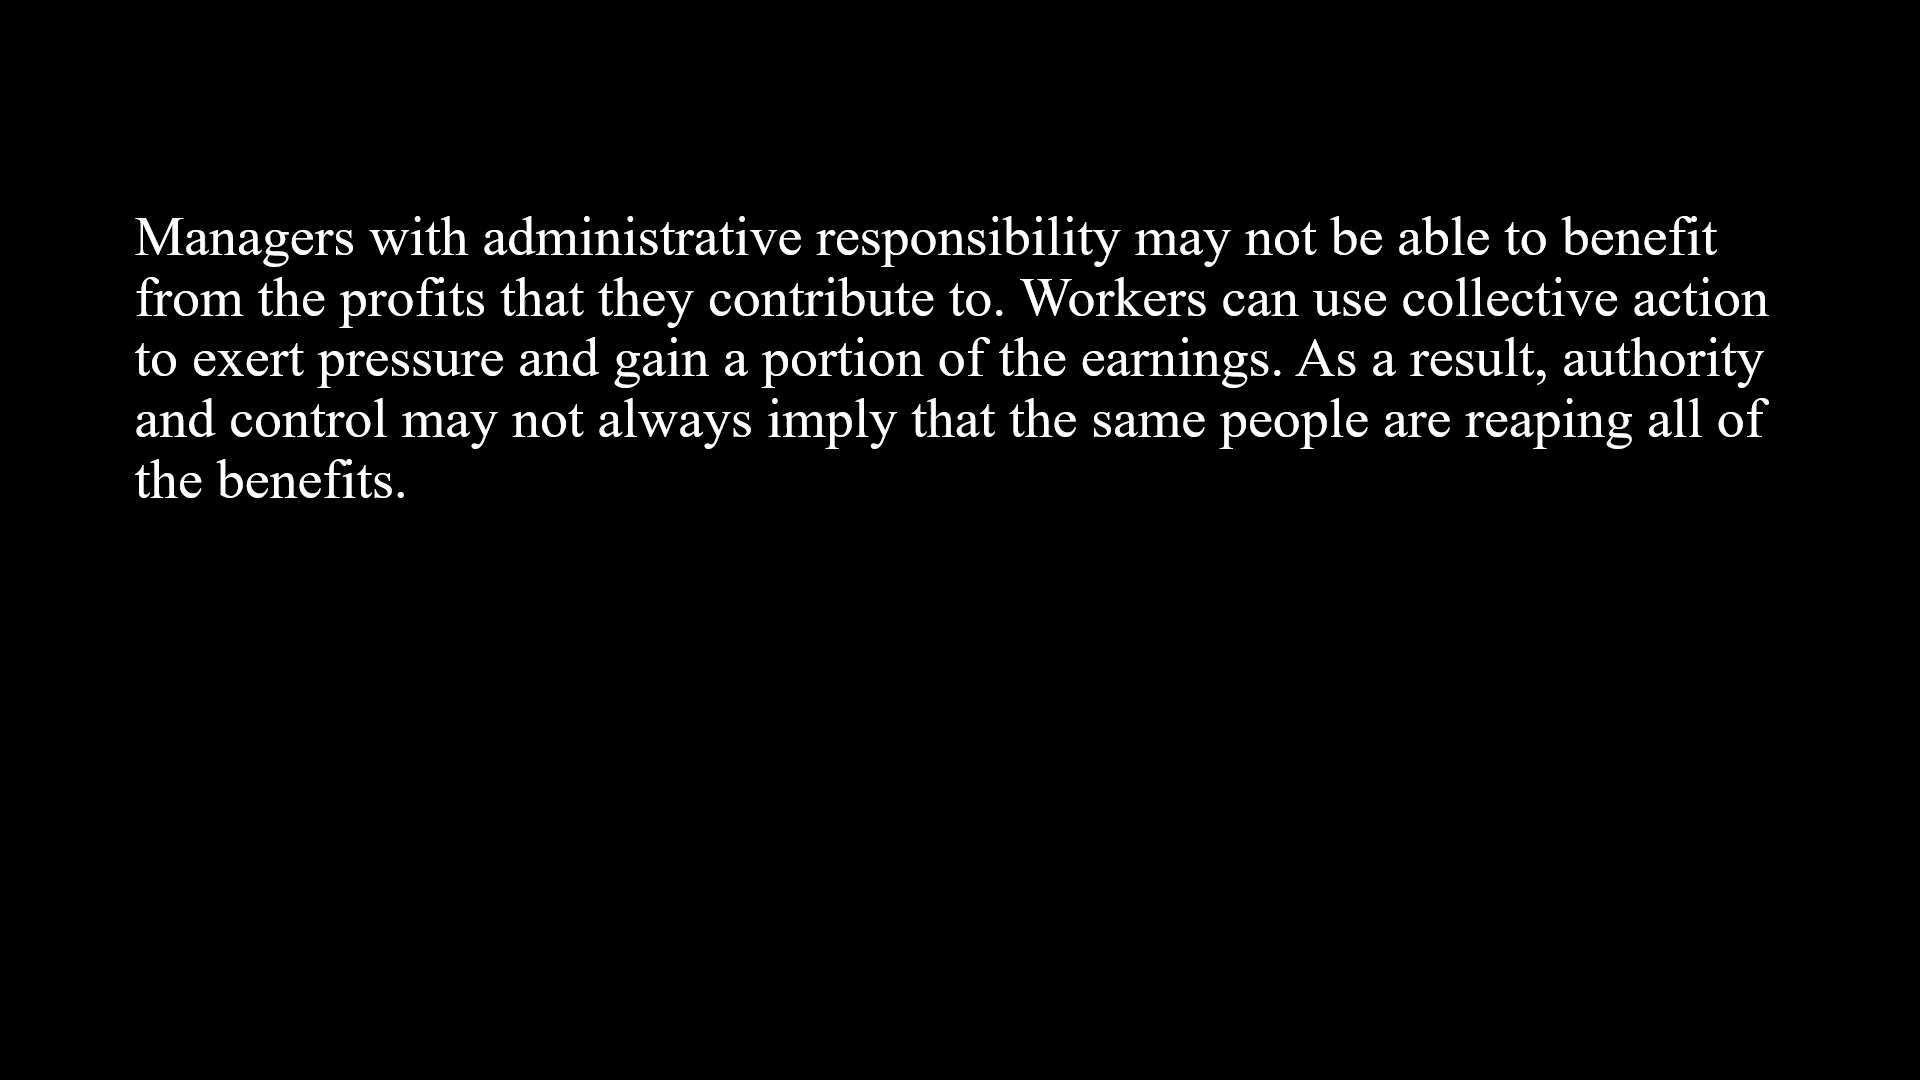 Managers with administrative responsibility may not be able to benefit
from the profits that they contribute to. Workers can use collective action
to exert pressure and gain a portion of the earnings. As a result, authority
and control may not always imply that the same people are reaping all of
the benefits.